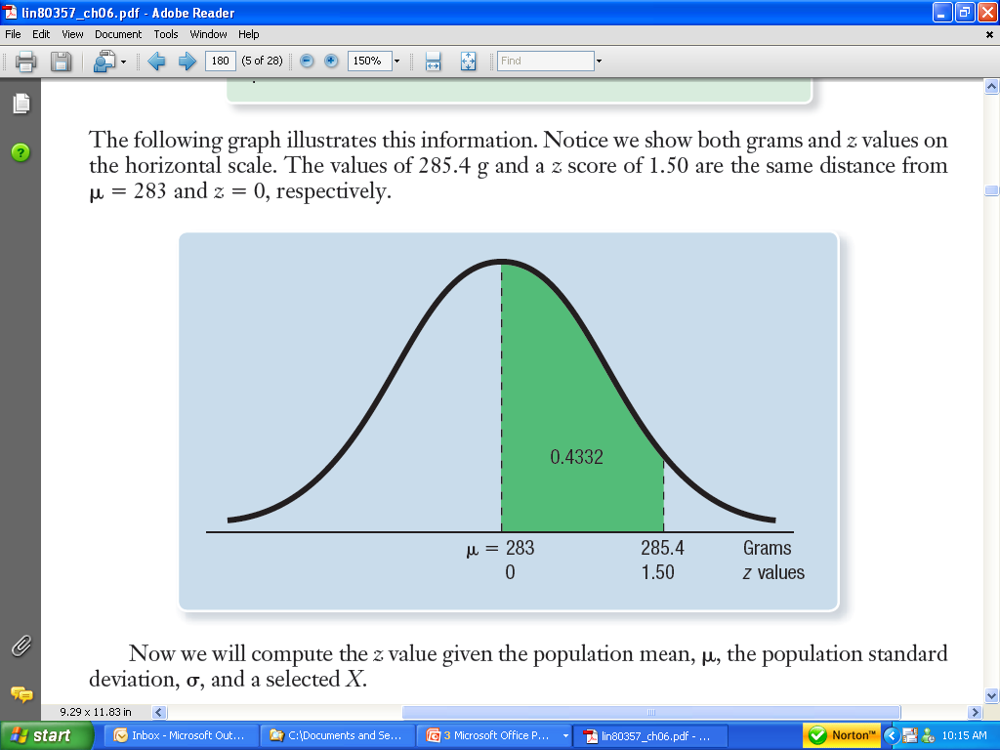 lin80357_ch06.pdf - Adobe Reader
File Edit View Document Tools Window Help
180 (5 of 28) 150% Find
The following graph illustrates this information. Notice we show both grams and z values on
the horizontal scale. The values of 285.4 g and a z score of 1.50 are the same distance from
μ = 283 and z = 0, respectively.
0.4332
μ = 283 285.4 Grams
0 1.50 z values
Now we will compute the z value given the population mean, μ, the population standard
deviation, σ, and a selected X.
9.29 x 11.83 in
start Inbox - Microsoft Out... C:\Documents and Se... 3 Microsoft Office P... lin80357_ch06.pdf - ... Norton™ 10:15 AM